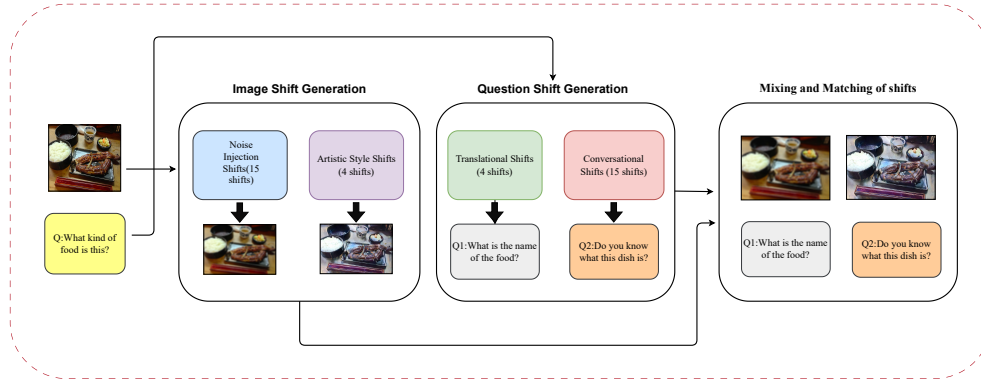 Image Shift Generation
Question Shift Generation
Mixing and Matching of shifts
Noise
Injection
Shifts(15
shifts)
Artistic Style Shifts
(4 shifts)
Translational Shifts
(4 shifts)
Conversational
Shifts (15 shifts)
Q:What kind of
food is this?
Q1:What is the name
of the food?
Q2:Do you know
what this dish is?
Q1:What is the name
of the food?
Q2:Do you know
what this dish is?